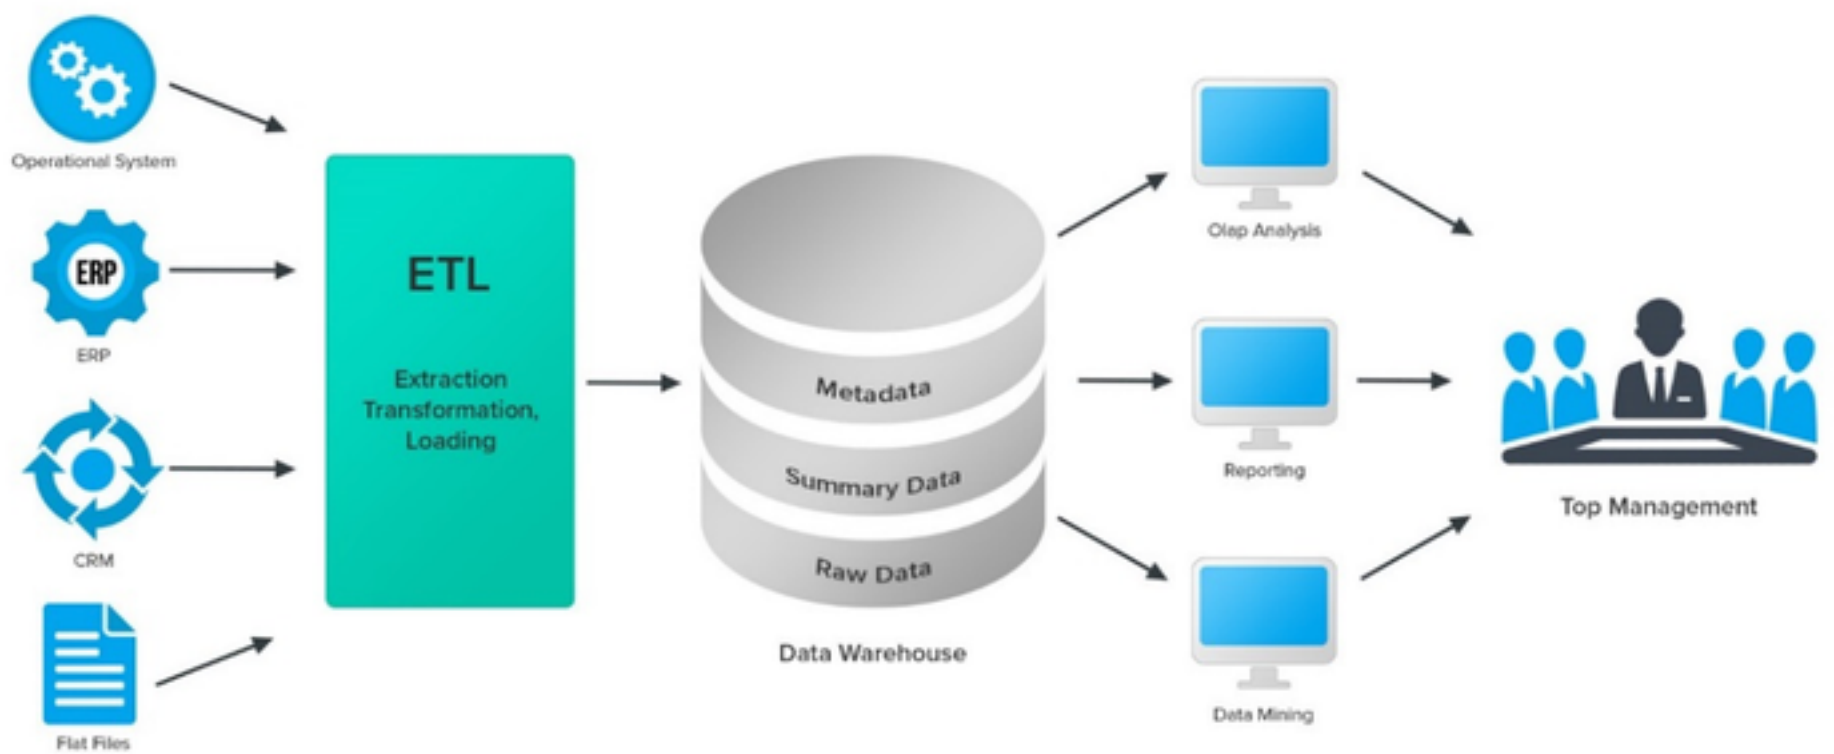 Operational System
ERP
ERP
CRM
Flat Files
ETL
Extraction
Transformation,
Loading
Metadata
Summary Data
Raw Data
Data Warehouse
Olap Analysis
Reporting
Data Mining
Top Management